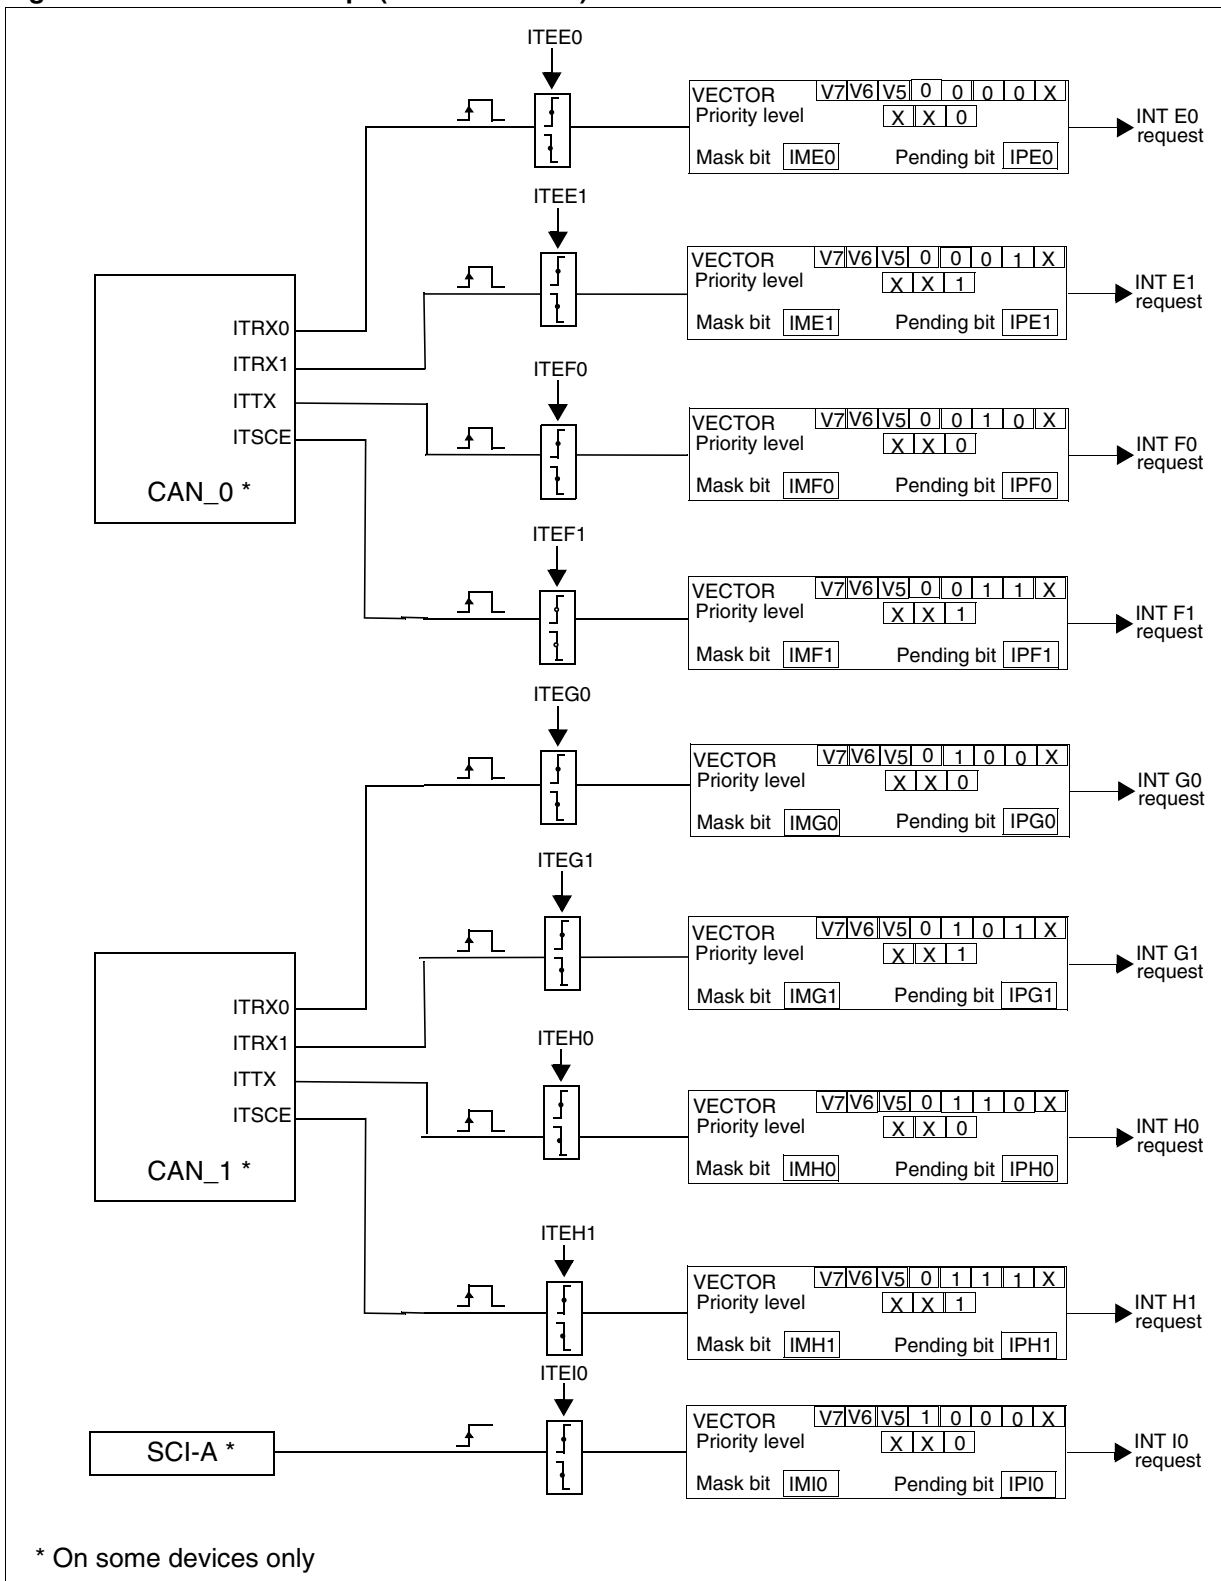 ITEE0
VECTOR V7 V6 V5 0 0 0 0 X
Priority level X X 0
Mask bit IME0 Pending bit IPE0
INT E0
request
ITEE1
VECTOR V7 V6 V5 0 0 0 1 X
Priority level X X 1
Mask bit IME1 Pending bit IPE1
INT E1
request
ITRX0
ITRX1
ITTX
ITSCE
CAN_0 *
ITEF0
VECTOR V7 V6 V5 0 0 1 0 X
Priority level X X 0
Mask bit IMF0 Pending bit IPF0
INT F0
request
ITEF1
VECTOR V7 V6 V5 0 0 1 1 X
Priority level X X 1
Mask bit IMF1 Pending bit IPF1
INT F1
request
ITEG0
VECTOR V7 V6 V5 0 1 0 0 X
Priority level X X 0
Mask bit IMG0 Pending bit IPG0
INT G0
request
ITEG1
VECTOR V7 V6 V5 0 1 0 1 X
Priority level X X 1
Mask bit IMG1 Pending bit IPG1
INT G1
request
ITRX0
ITRX1
ITTX
ITSCE
CAN_1 *
ITEH0
VECTOR V7 V6 V5 0 1 1 0 X
Priority level X X 0
Mask bit IMH0 Pending bit IPH0
INT H0
request
ITEH1
VECTOR V7 V6 V5 0 1 1 1 X
Priority level X X 1
Mask bit IMH1 Pending bit IPH1
INT H1
request
ITEI0
SCI-A *
VECTOR V7 V6 V5 1 0 0 0 X
Priority level X X 0
Mask bit IMI0 Pending bit IPI0
INT I0
request
* On some devices only